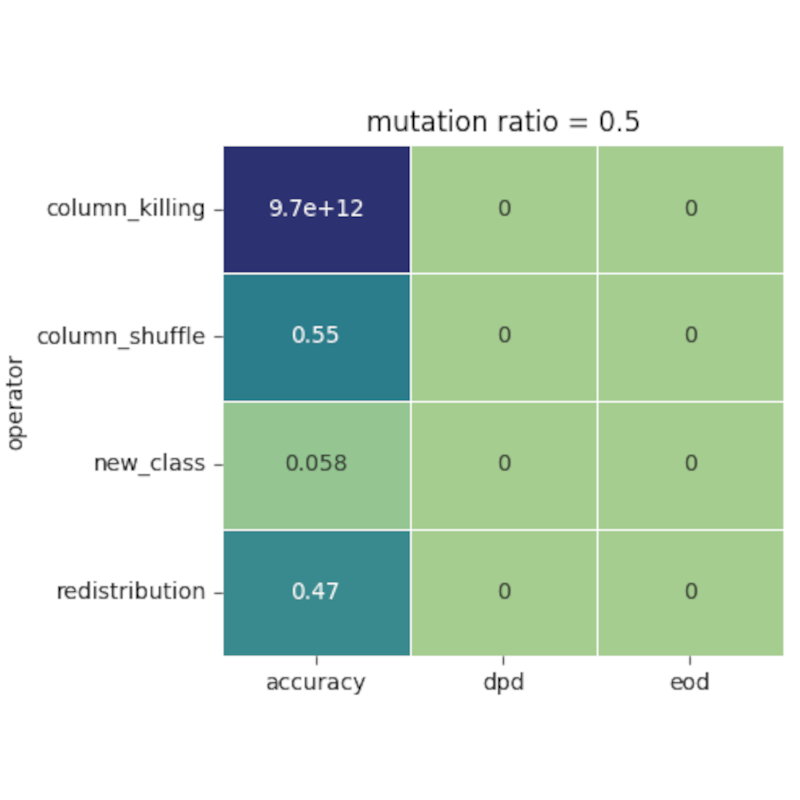 mutation ratio = 0.5
operator
column_killing 9.7e+12 0 0
column_shuffle 0.55 0 0
new_class 0.058 0 0
redistribution 0.47 0 0
accuracy dpd eod